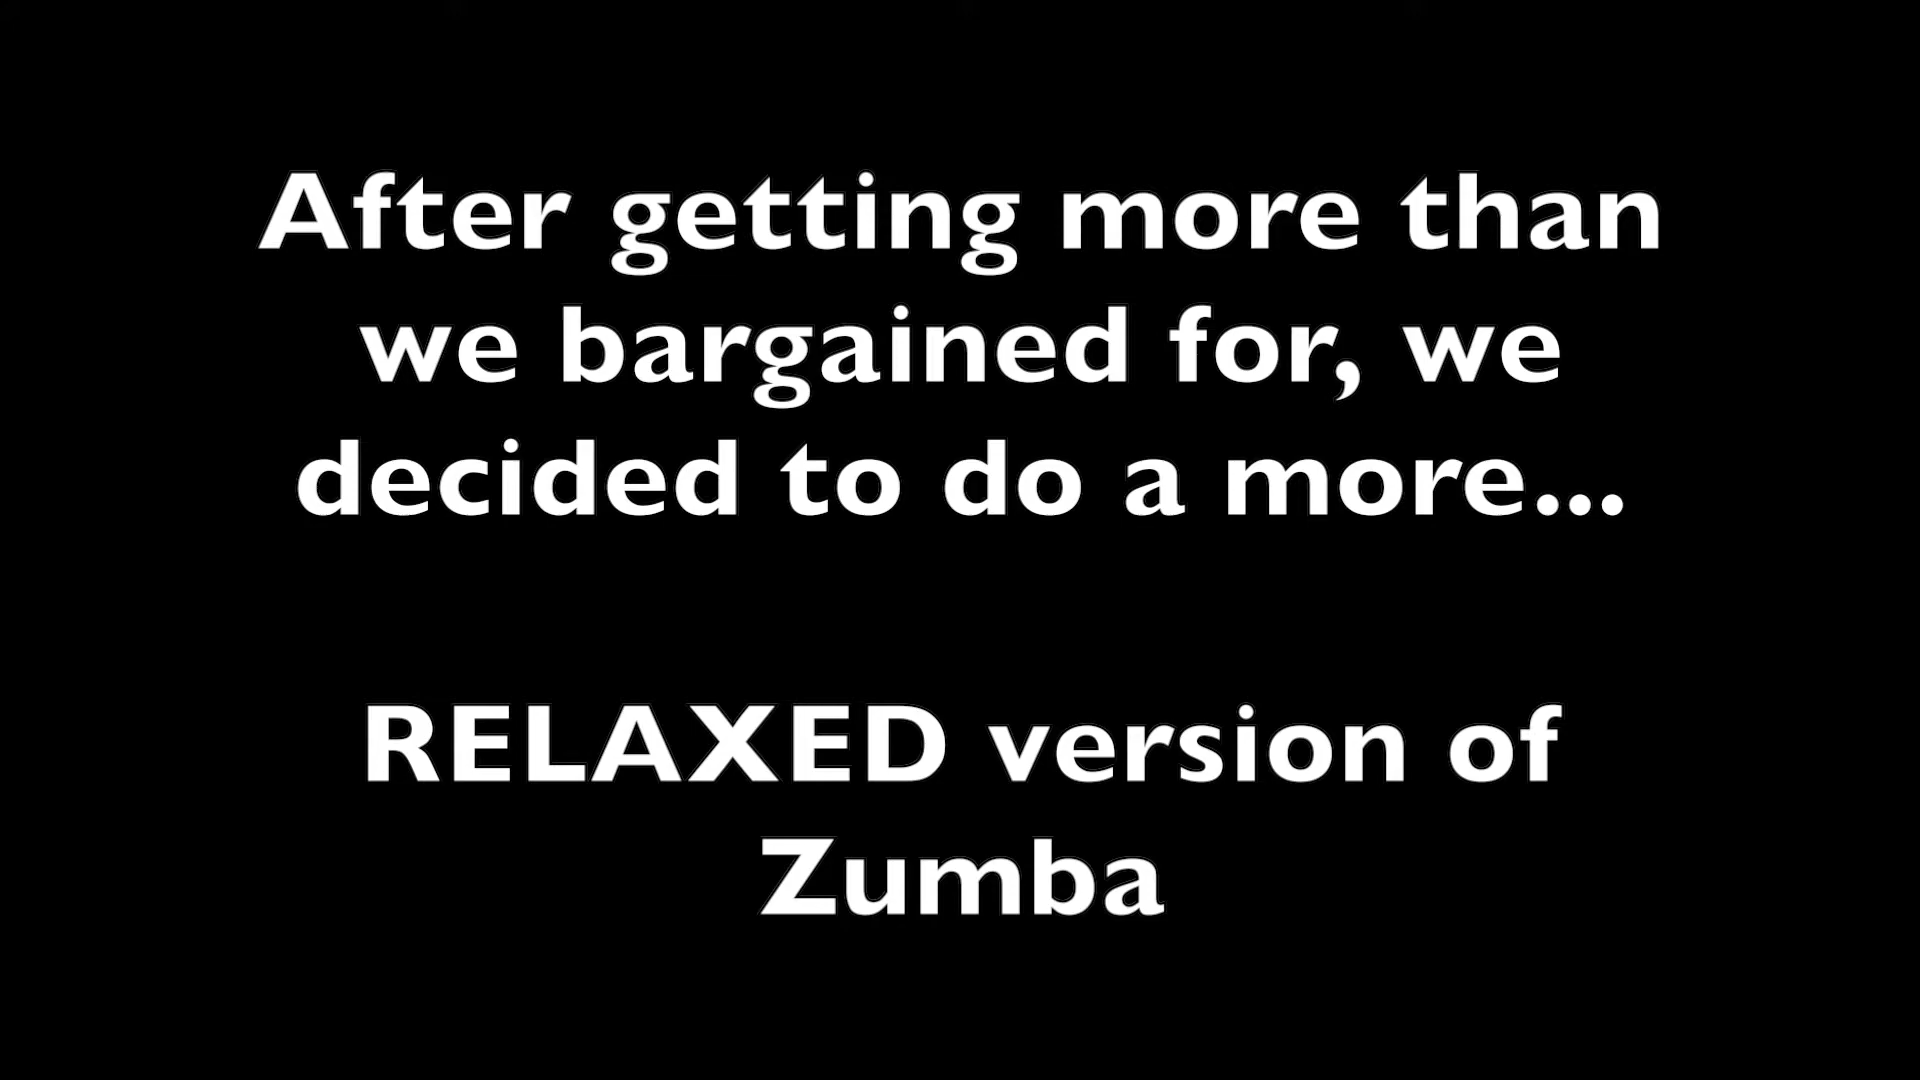 After getting more than
we bargained for, we
decided to do a more...
RELAXED version of
Zumba